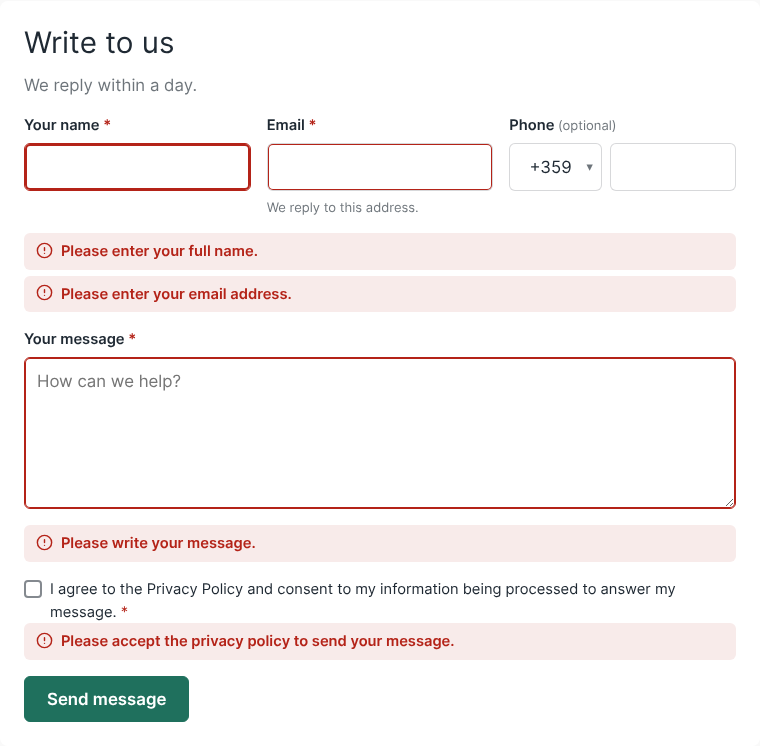 Write to us
We reply within a day.
Your name *
Email *
Phone (optional)
+359
We reply to this address.
Please enter your full name.
Please enter your email address.
Your message *
How can we help?
Please write your message.
I agree to the Privacy Policy and consent to my information being processed to answer my
message. *
Please accept the privacy policy to send your message.
Send message